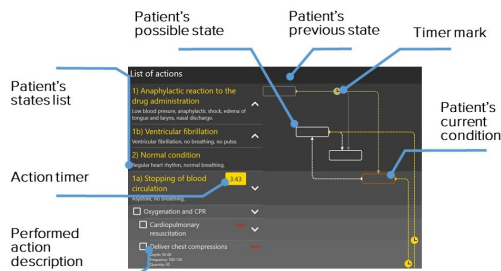 Patient's
possible state
Patient's
previous state
Timer mark
Patient's
states list
Action timer
Performed
action
description
Patient's
current
condition
List of actions
1) Anaphylactic reaction to the
drug administration
Low blood presure, anaphylactic shock, edema of
tongue and larynx, nasal discharge.
1b) Ventricular fibrillation
Ventricular fibrillation, no breathing, no pulse.
2) Normal condition
Regular heart rhythm, normal breathing.
1a) Stopping of blood
circulation
3:43
Asystole, no breathing.
Oxygenation and CPR
Cardiopulmonary
resuscitation
Deliver chest compressions